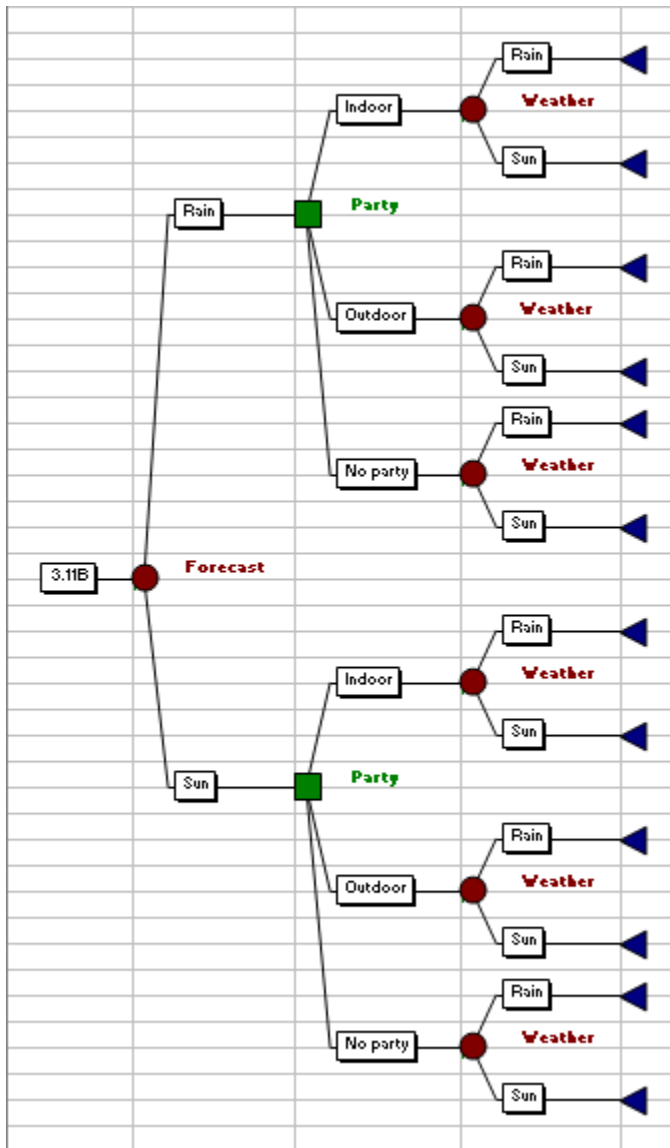 Rain
Indoor
Weather
Sun
Rain
Party
Rain
Outdoor
Weather
Sun
Rain
No party
Weather
Sun
3.11B
Forecast
Rain
Indoor
Weather
Sun
Sun
Party
Rain
Outdoor
Weather
Sun
Rain
No party
Weather
Sun